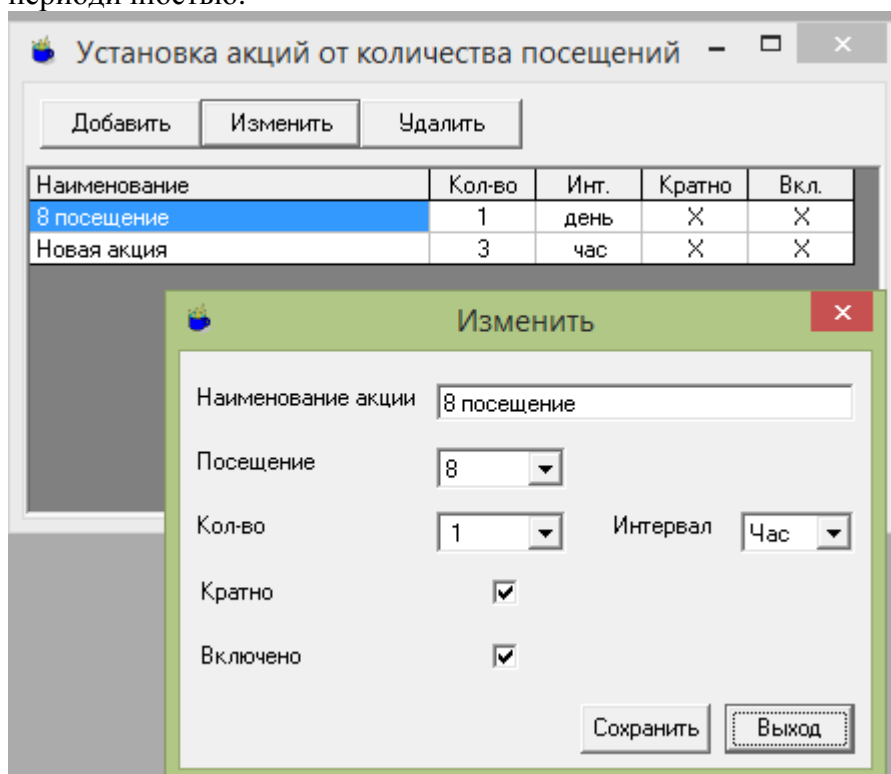 периодичностью.
Установка акций от количества посещений
Добавить Изменить Удалить
Наименование Кол-во Инт. Кратно Вкл.
8 посещение 1 день X X
Новая акция 3 час X X
Изменить
Наименование акции 8 посещение
Посещение 8
Кол-во 1 Интервал Час
Кратно
Включено
Сохранить Выход